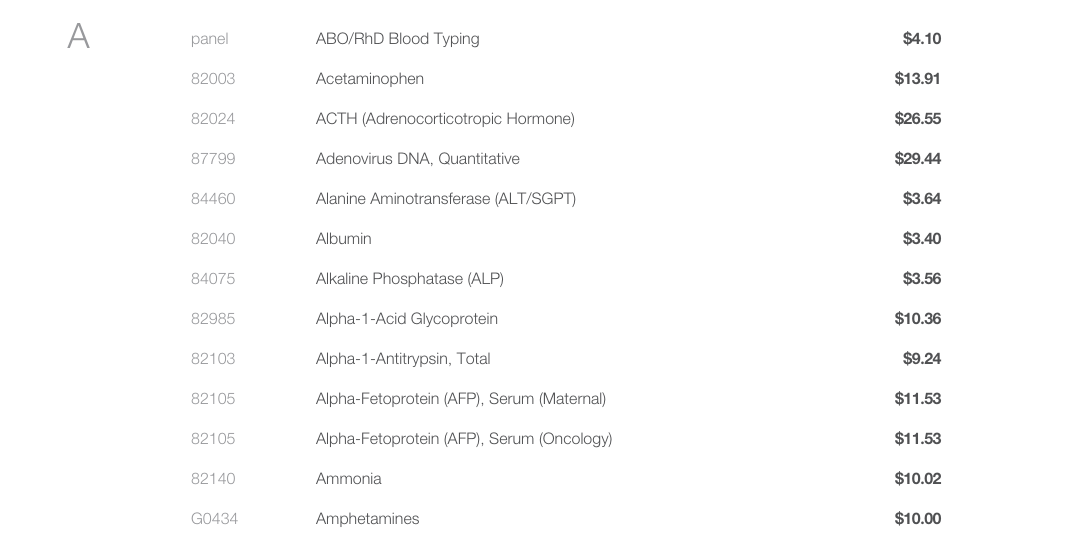 A
panel ABO/RhD Blood Typing $4.10
82003 Acetaminophen $13.91
82024 ACTH (Adrenocorticotropic Hormone) $26.55
87799 Adenovirus DNA, Quantitative $29.44
84460 Alanine Aminotransferase (ALT/SGPT) $3.64
82040 Albumin $3.40
84075 Alkaline Phosphatase (ALP) $3.56
82985 Alpha-1-Acid Glycoprotein $10.36
82103 Alpha-1-Antitrypsin, Total $9.24
82105 Alpha-Fetoprotein (AFP), Serum (Maternal) $11.53
82105 Alpha-Fetoprotein (AFP), Serum (Oncology) $11.53
82140 Ammonia $10.02
G0434 Amphetamines $10.00